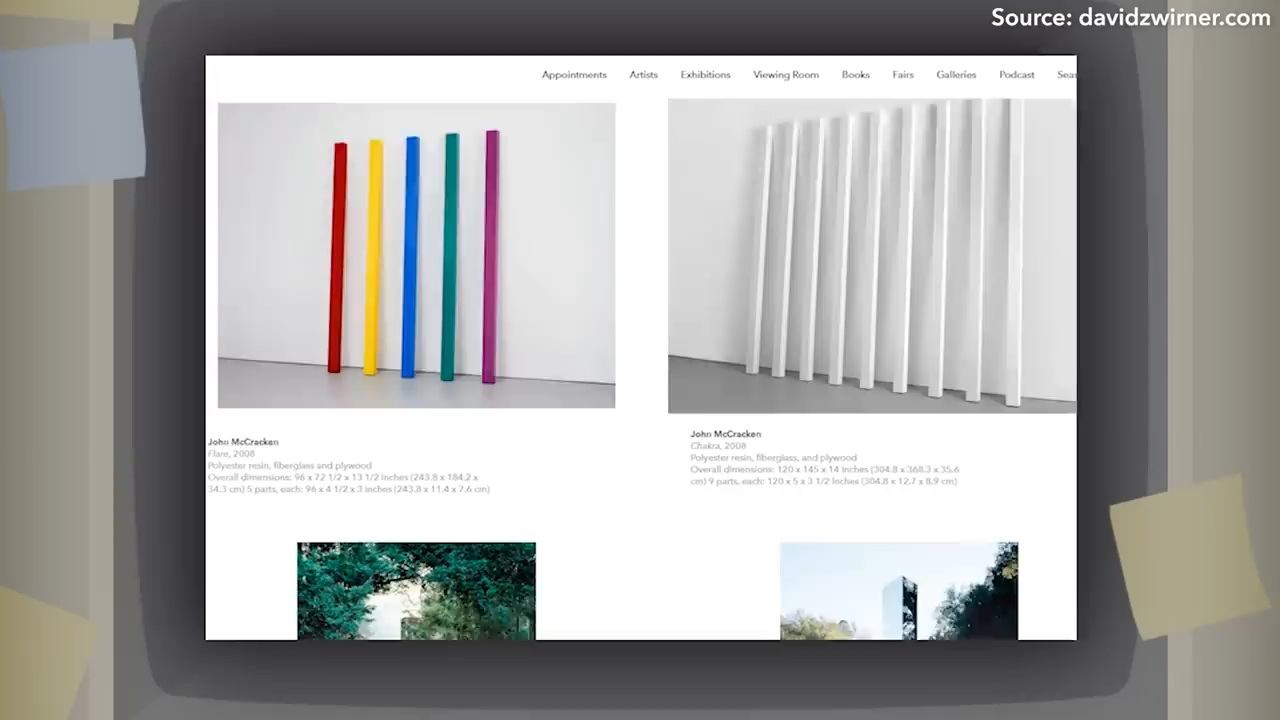 Source: davidzwirner.com
Appointments Artists Exhibitions Viewing Room Books Fairs Galleries Podcast Sea
John McCracken
Flare, 2008
Polyester resin, fiberglass and plywood
Overall dimensions: 96 x 72 1/2 x 13 1/2 inches (243.8 x 184.2 x
34.3 cm) 5 parts, each: 96 x 4 1/2 x 3 inches (243.8 x 11.4 x 7.6 cm)
John McCracken
Chakra, 2008
Polyester resin, fiberglass, and plywood
Overall dimensions: 120 x 145 x 14 inches (304.8 x 368.3 x 35.6
cm) 9 parts, each: 120 x 5 x 3 1/2 inches (304.8 x 12.7 x 8.9 cm)